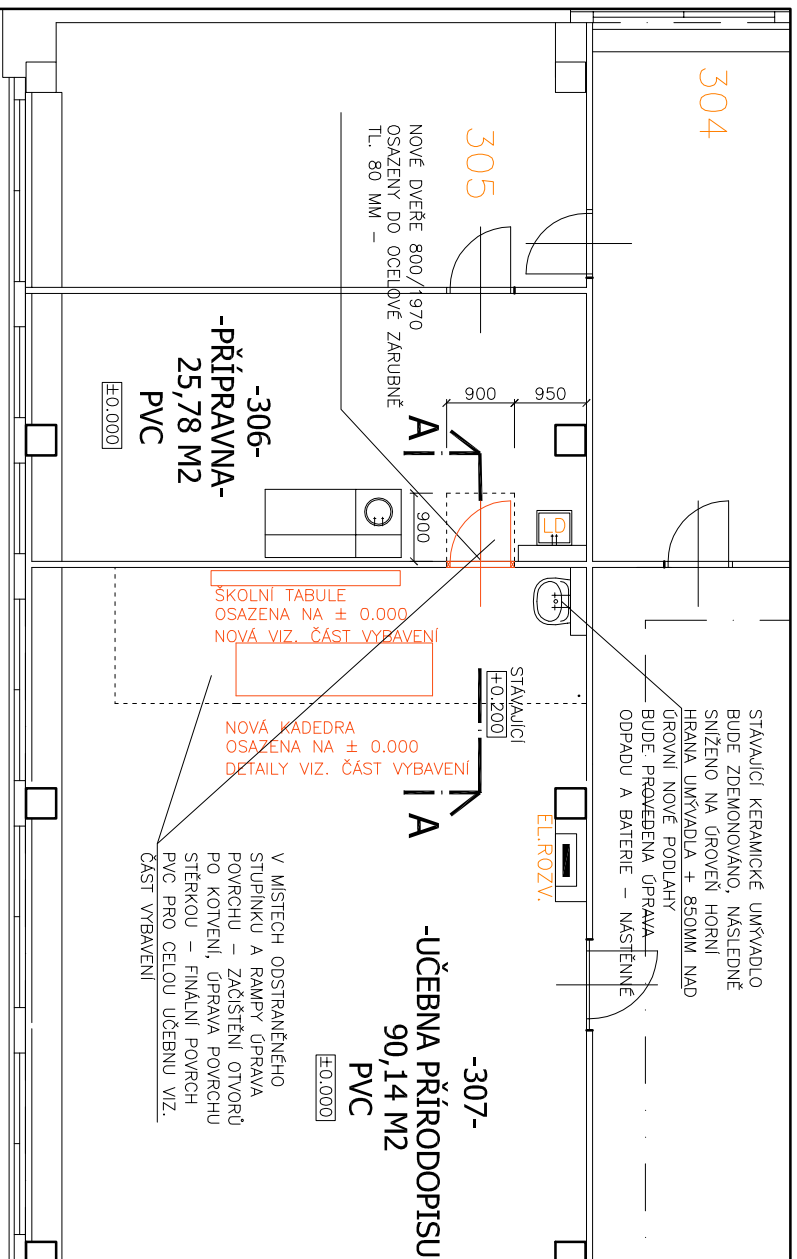 304
305
NOVÉ DVEŘE 800/1970
OSAZENY DO OCELOVÉ ZÁRUBNĚ
TL. 80 MM –
-306-
-PŘÍPRAVNA-
25,78 M2
PVC
±0.000
900
950
A
900
LP
ŠKOLNÍ TABULE
OSAZENA NA ± 0.000
NOVÁ VIZ. ČÁST VYBAVENÍ
STÁVAJÍCÍ
+0.200
NOVÁ KADEDRA
OSAZENA NA ± 0.000
DETAILY VIZ. ČÁST VYBAVENÍ
A
STÁVAJÍCÍ KERAMICKÉ UMÝVADLO
BUDE ZDEMONOVÁNO, NÁSLEDNĚ
SNÍŽENO NA ÚROVEŇ HORNÍ
HRANA UMÝVADLA + 850MM NAD
ÚROVNÍ NOVÉ PODLAHY
BUDE PROVEDENA ÚPRAVA
ODPADU A BATERIE – NÁSTĚNNÉ
EL.ROZV.
V MÍSTECH ODSTRANĚNÉHO
STUPÍNKU A RAMPY ÚPRAVA
POVRCHU – ZAČIŠTĚNÍ OTVORŮ
PO KOTVENÍ, ÚPRAVA POVRCHU
STĚRKOU – FINÁLNÍ POVRCH
PVC PRO CELOU UČEBNU VIZ.
ČÁST VYBAVENÍ
-307-
-UČEBNA PŘÍRODOPISU
90,14 M2
PVC
±0.000